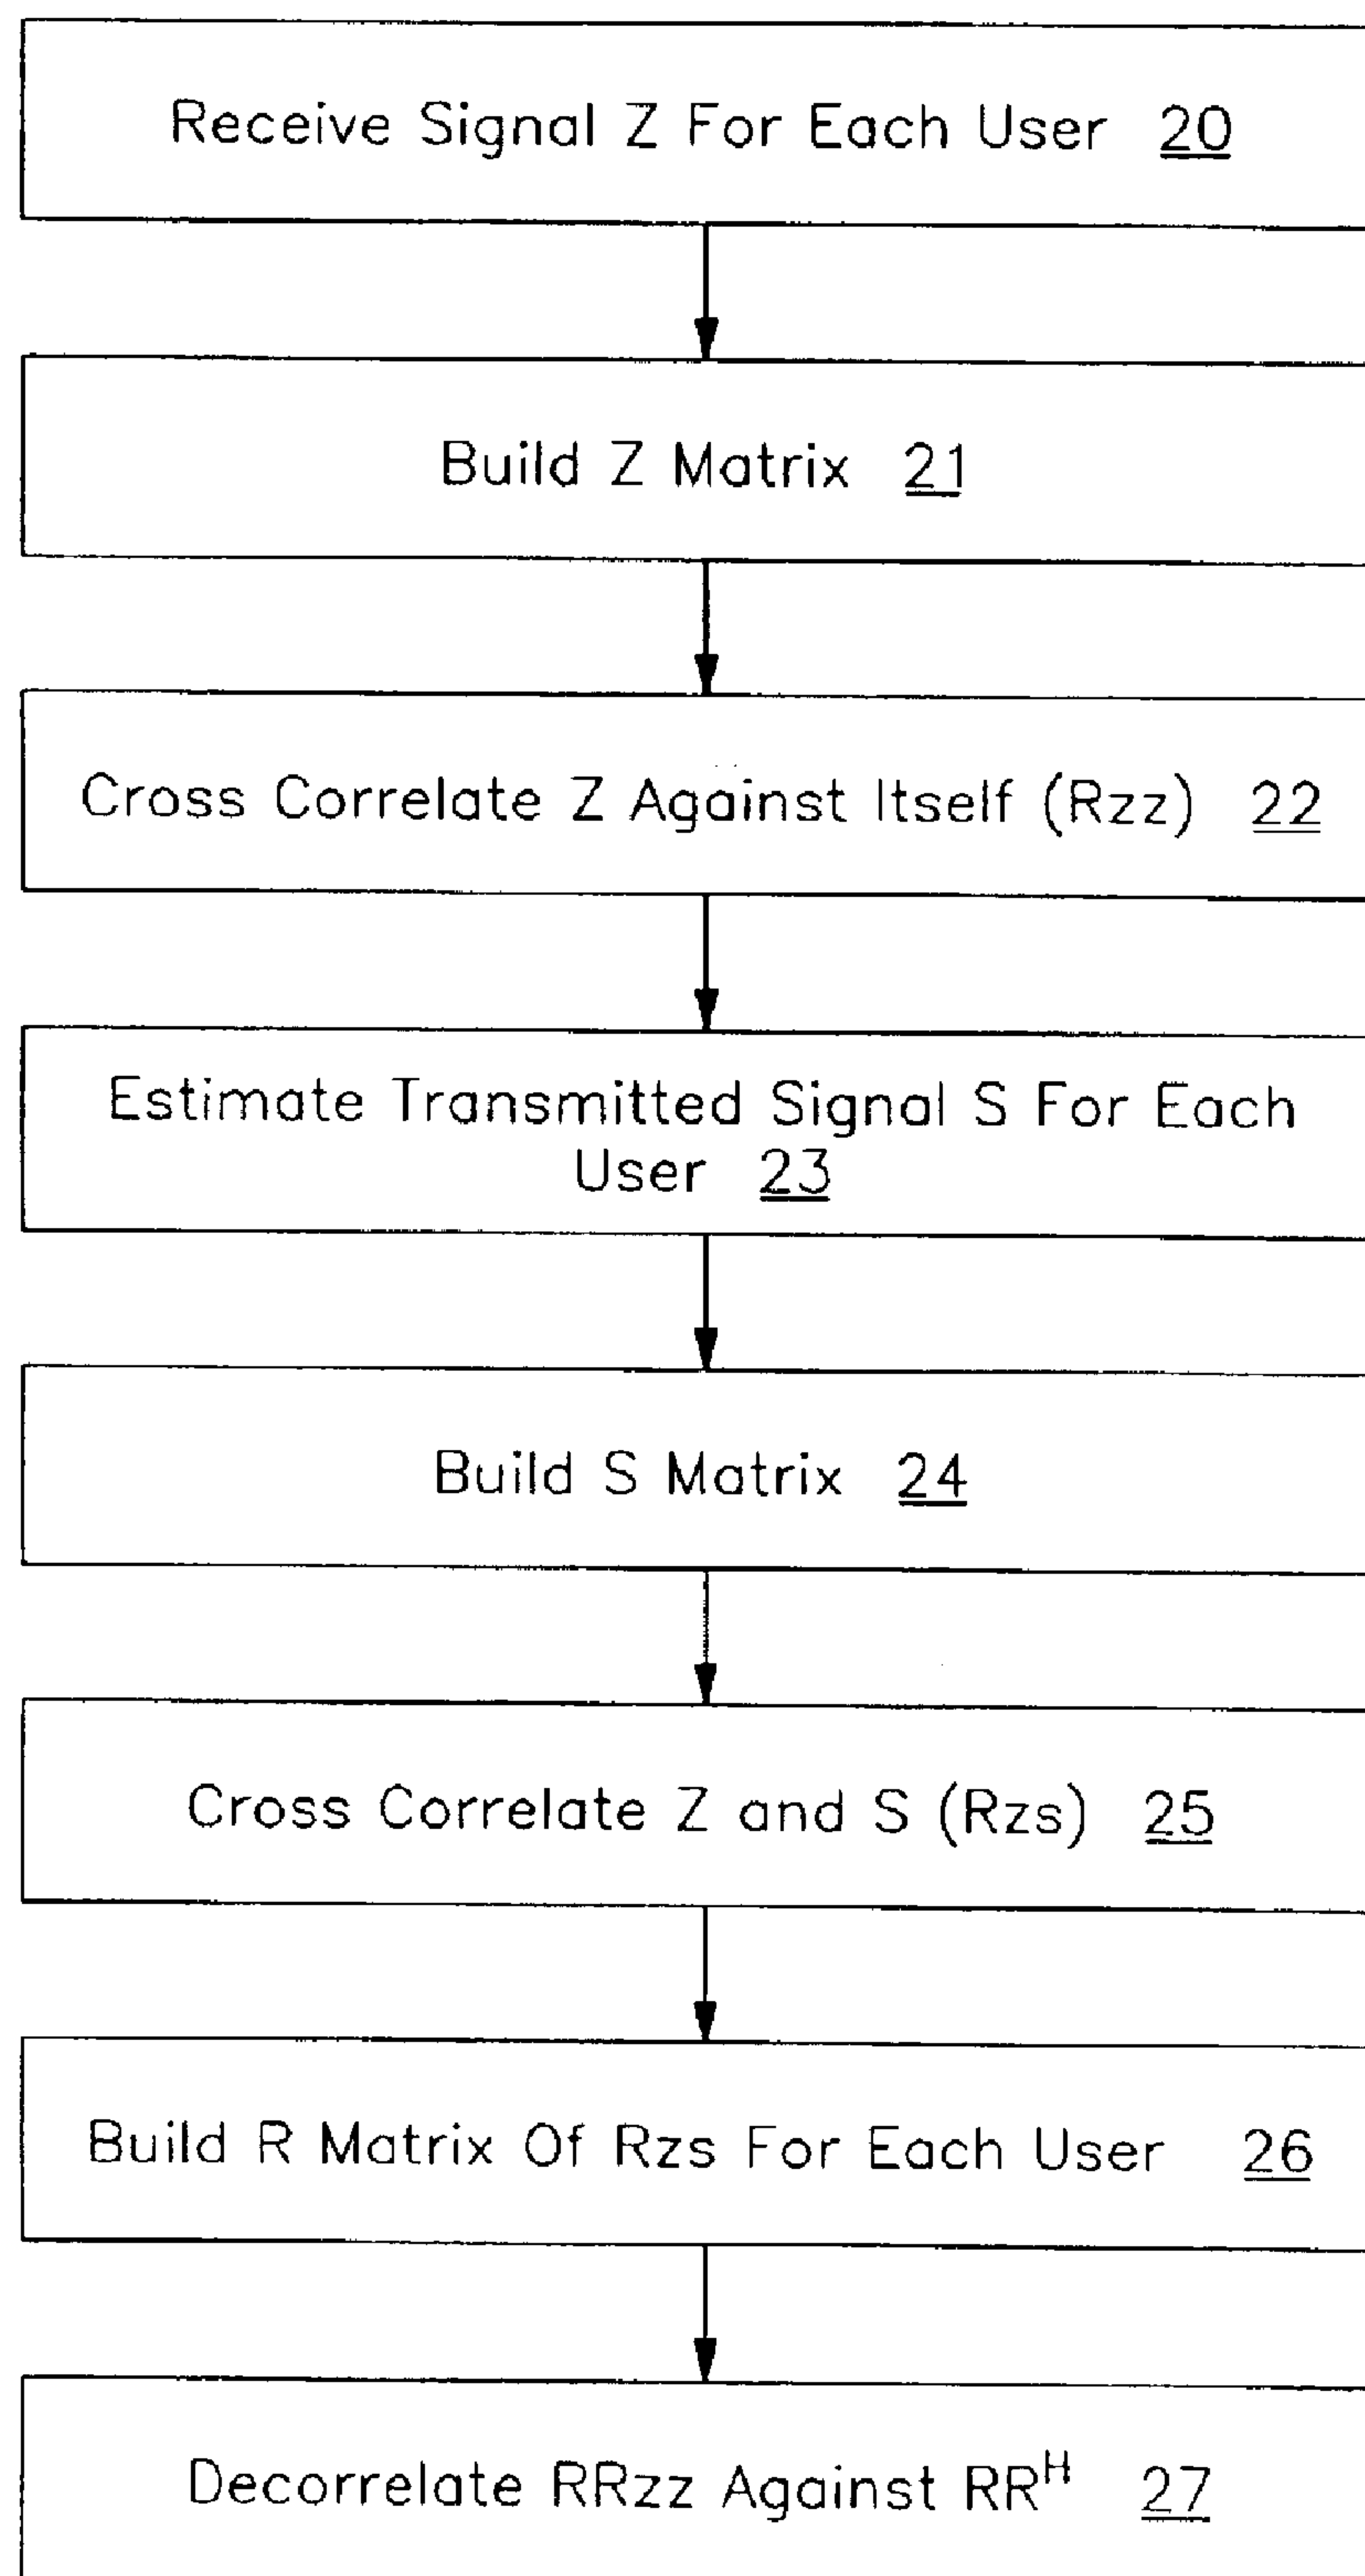 Receive Signal Z For Each User 20
Build Z Matrix 21
Cross Correlate Z Against Itself (Rzz) 22
Estimate Transmitted Signal S For Each
User 23
Build S Matrix 24
Cross Correlate Z and S (Rzs) 25
Build R Matrix Of Rzs For Each User 26
Decorrelate RRzz Against RRᴴ 27